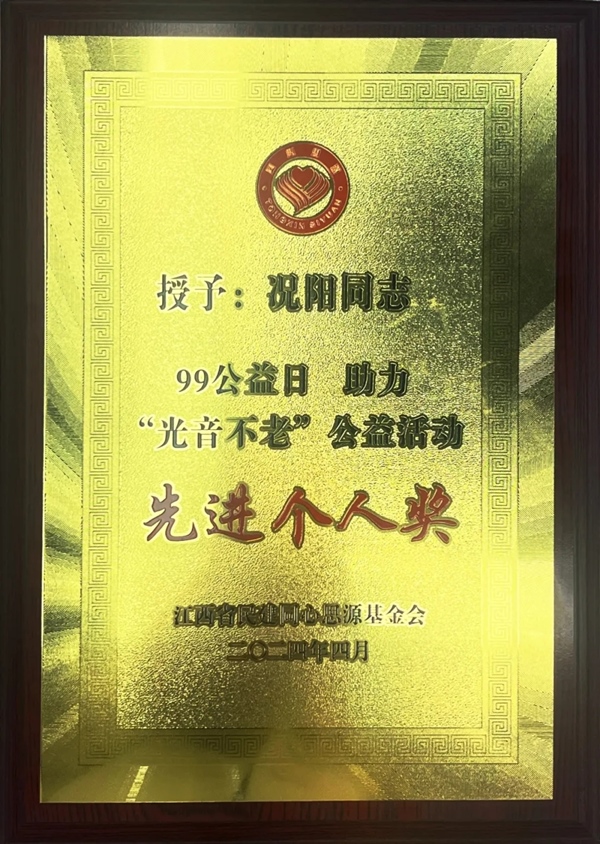 TONGXIN SIYUAN
授予：况阳同志
99公益日 助力
“光音不老”公益活动
先进个人奖
江西省民建同心思源基金会
二〇二四年四月